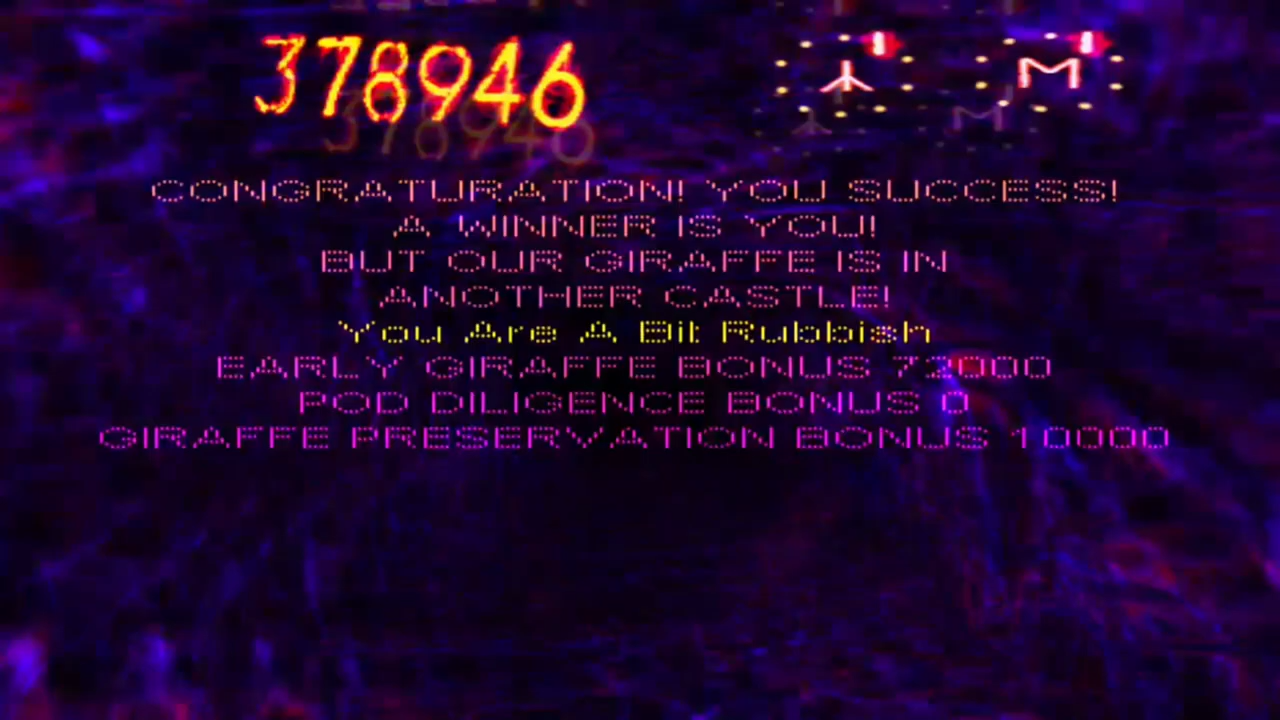 378946
M
CONGRATURATION! YOU SUCCESS!
A WINNER IS YOU!
BUT OUR GIRAFFE IS IN
ANOTHER CASTLE!
You Are A Bit Rubbish
EARLY GIRAFFE BONUS 72000
POD DILIGENCE BONUS 0
GIRAFFE PRESERVATION BONUS 10000